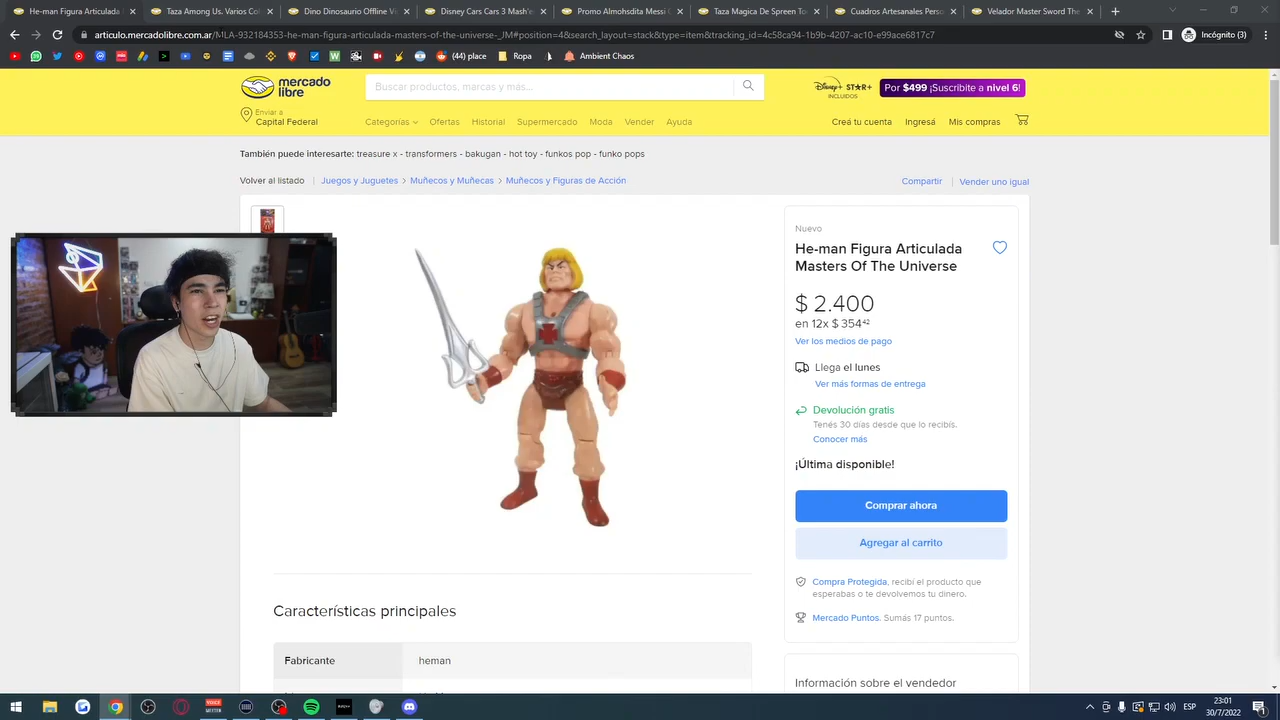 He-man Figura Articulada
Taza Among Us. Varios C
Disney Cars Cars 3 Mane
Promo Almohdita Messi C
Taza Magica De Spreen Te
Cuadros Artesanales Pers
Velador Master Sword The
articulo.mercadolibre.com.ar/MLA-932184353-he-man-figura-articulada-masters-of-the-universe-_JM#position=4&search_layout=stack&type=item&tracking_id=4c58ca94-1b9b-4207-ac10-e99ace6817c7
Incógnito (3)
(44) place
Ropa
Ambient Chaos
mercado
libre
Buscar productos, marcas y más...
Disney+ STAR+
INCLUIDOS
Por $499 ¡Suscribite a nivel 6!
Enviar a
Capital Federal
Categorías
Ofertas
Historial
Supermercado
Moda
Vender
Ayuda
Creá tu cuenta
Ingresá
Mis compras
También puede interesarte: treasure x - transformers - bakugan - hot toy - funkos pop - funko pops
Volver al listado
Juegos y Juguetes > Muñecos y Muñecas > Muñecos y Figuras de Acción
Compartir
Vender uno igual
Nuevo
He-man Figura Articulada
Masters Of The Universe
$ 2.400
en 12x $ 354 42
Ver los medios de pago
Llega el lunes
Ver más formas de entrega
Devolución gratis
Tenés 30 días desde que lo recibís.
Conocer más
¡Última disponible!
Comprar ahora
Agregar al carrito
Compra Protegida, recibí el producto que
esperabas o te devolvemos tu dinero.
Mercado Puntos. Sumás 17 puntos.
Características principales
Fabricante
heman
Información sobre el vendedor
ESP
23:01
30/7/2022